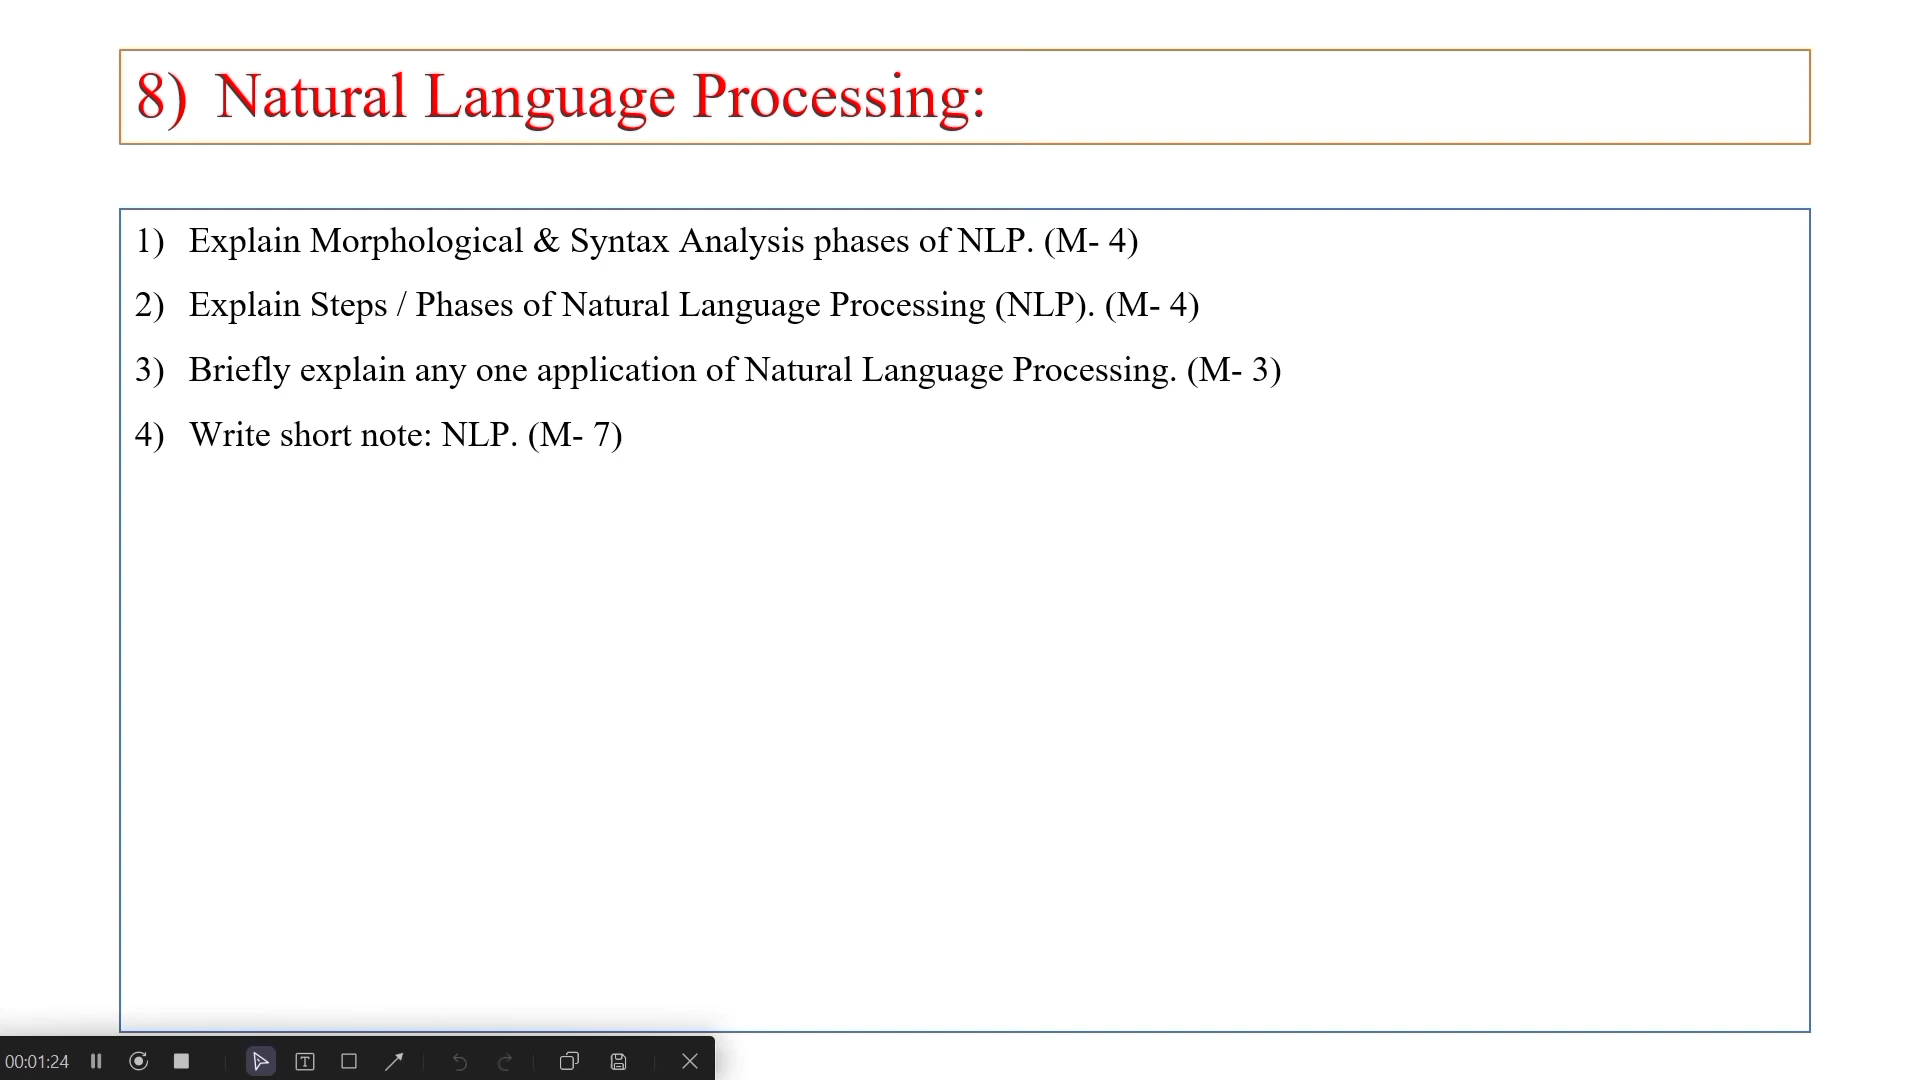 8) Natural Language Processing:
1) Explain Morphological & Syntax Analysis phases of NLP. (M- 4)
2) Explain Steps / Phases of Natural Language Processing (NLP). (M- 4)
3) Briefly explain any one application of Natural Language Processing. (M- 3)
4) Write short note: NLP. (M- 7)
00:01:24